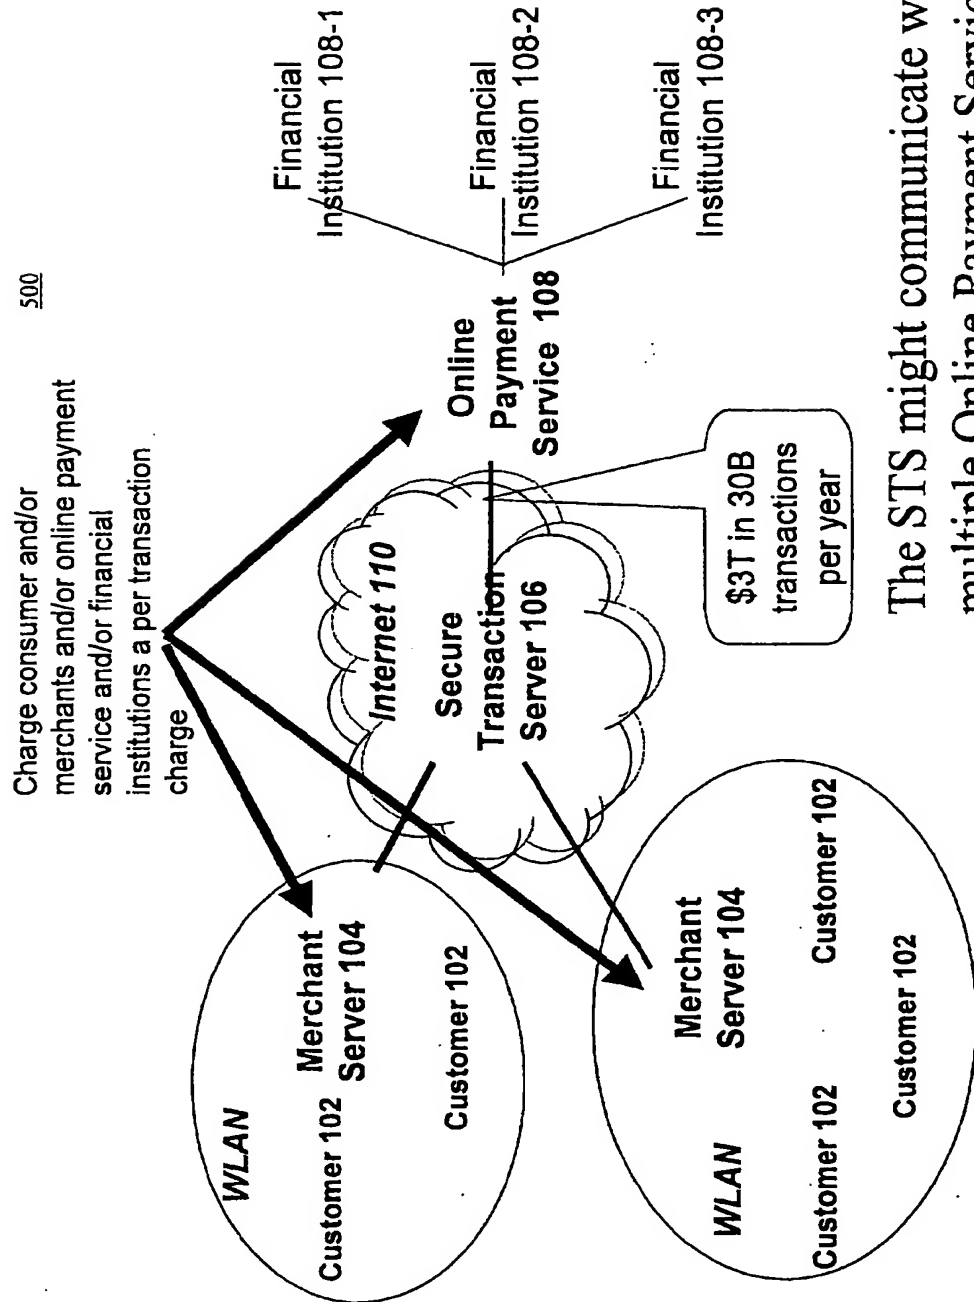 500
Charge consumer and/or
merchants and/or online payment
service and/or financial
institutions a per transaction
charge
WLAN
Customer 102
Merchant
Server 104
Customer 102
Internet 110
Secure
Transaction
Server 106
Online
Payment
Service 108
Financial
Institution 108-1
Financial
Institution 108-2
Financial
Institution 108-3
$3T in 30B
transactions
per year
WLAN
Customer 102
Merchant
Server 104
Customer 102
Customer 102
The STS might communicate
multiple Online Payment